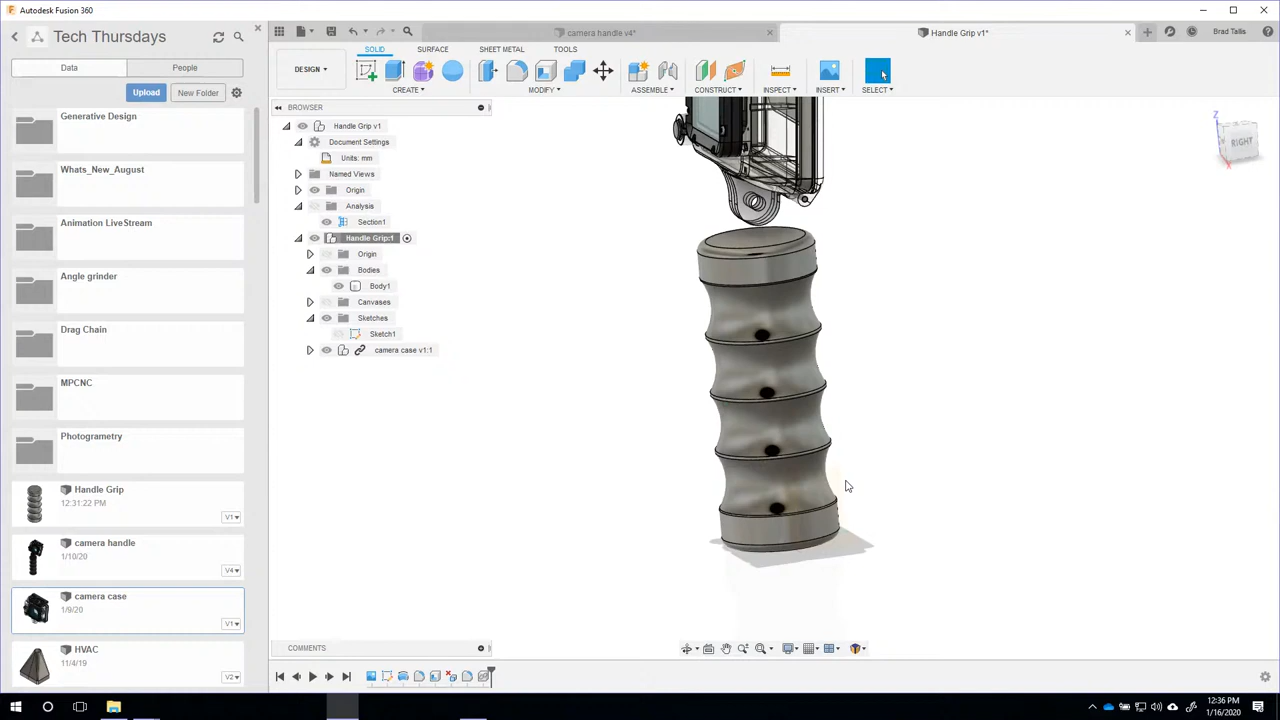 Autodesk Fusion 360
Tech Thursdays
Data
People
Upload
New Folder
Generative Design
Whats_New_August
Animation LiveStream
Angle grinder
Drag Chain
MPCNC
Photogrametry
Handle Grip
12:31:22 PM
V1▾
camera handle
1/10/20
V4▾
camera case
1/9/20
V1▾
HVAC
11/4/19
V2▾
camera handle v4*
Handle Grip v1*
Brad Tallis
SOLID
SURFACE
SHEET METAL
TOOLS
DESIGN ▾
CREATE ▾
MODIFY ▾
ASSEMBLE ▾
CONSTRUCT ▾
INSPECT ▾
INSERT ▾
SELECT ▾
BROWSER
Handle Grip v1
Document Settings
Units: mm
Named Views
Origin
Analysis
Section1
Handle Grip:1
Origin
Bodies
Body1
Canvases
Sketches
Sketch1
camera case v1:1
Z
RIGHT
X
COMMENTS
12:36 PM
1/16/2020